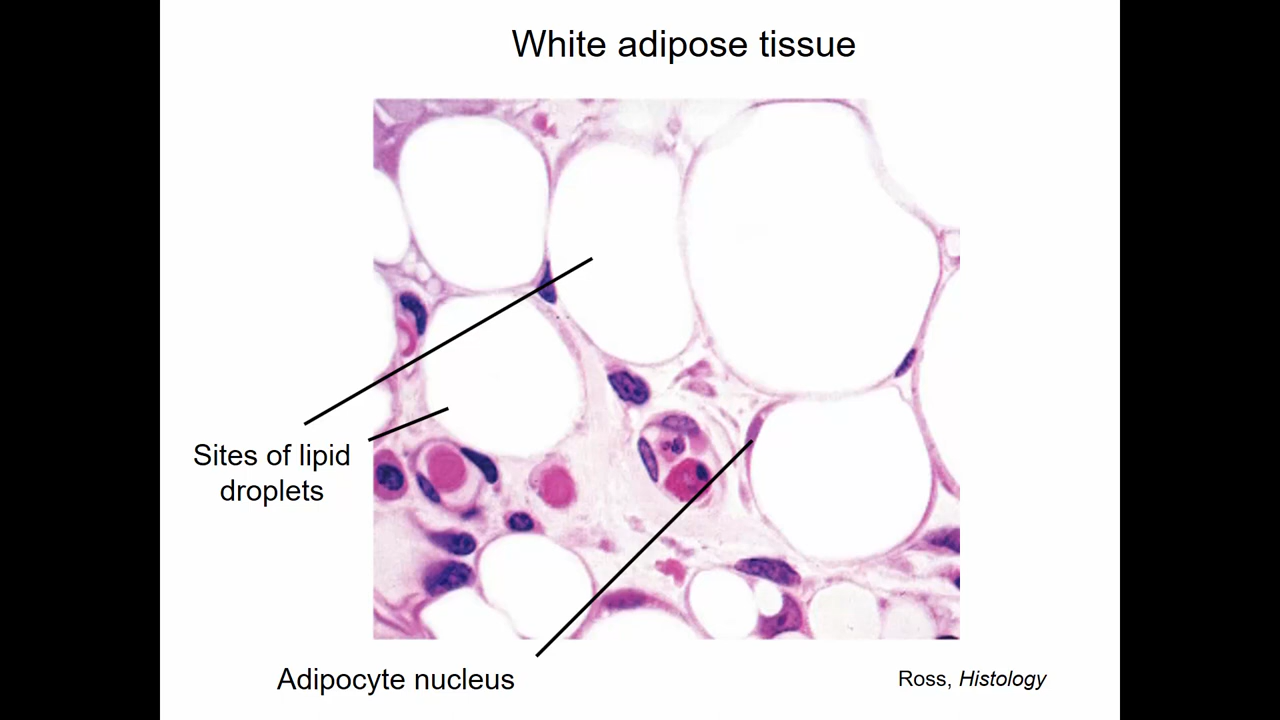 White adipose tissue
Sites of lipid
droplets
Adipocyte nucleus
Ross, Histology